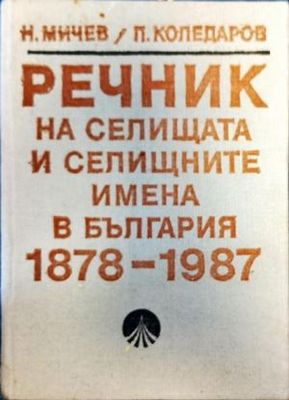 Н. МИЧЕВ / П. КОЛЕДАРОВ
РЕЧНИК
НА СЕЛИЩАТА
И СЕЛИЩНИТЕ
ИМЕНА
В БЪЛГАРИЯ
1878–1987